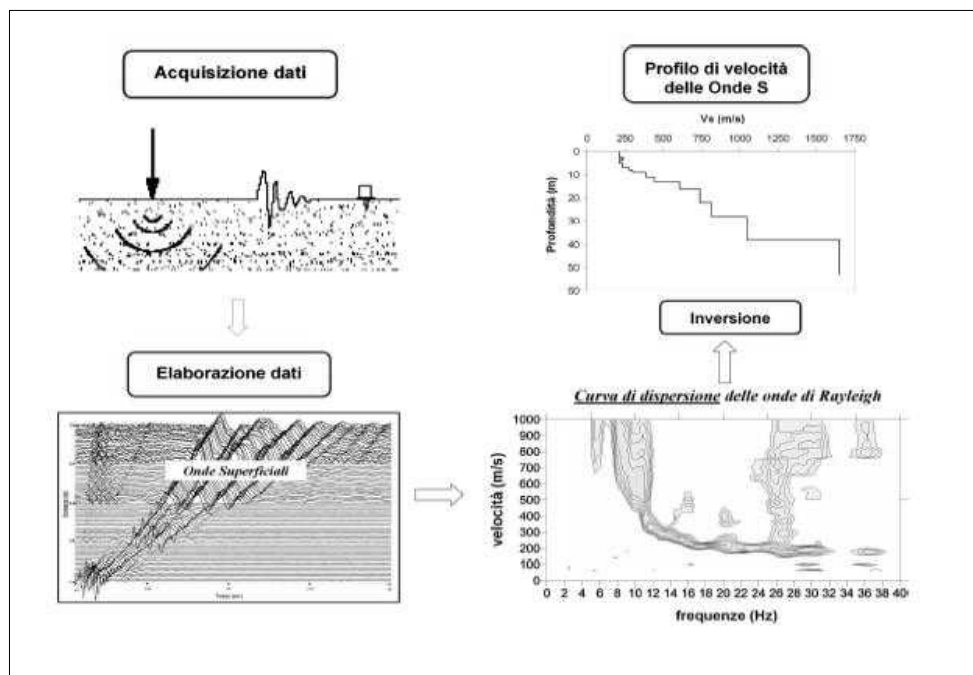 Acquisizione dati
Elaborazione dati
Onde Superficiali
Profilo di velocità
delle Onde S
Vs (m/s)
0 250 500 750 1000 1250 1500 1750
Profondità (m)
0
10
20
30
40
50
60
Inversione
Curva di dispersione delle onde di Rayleigh
velocità (m/s)
1000
900
800
700
600
500
400
300
200
100
0
0 2 4 6 8 10 12 14 16 18 20 22 24 26 28 30 32 34 36 38 40
frequenze (Hz)